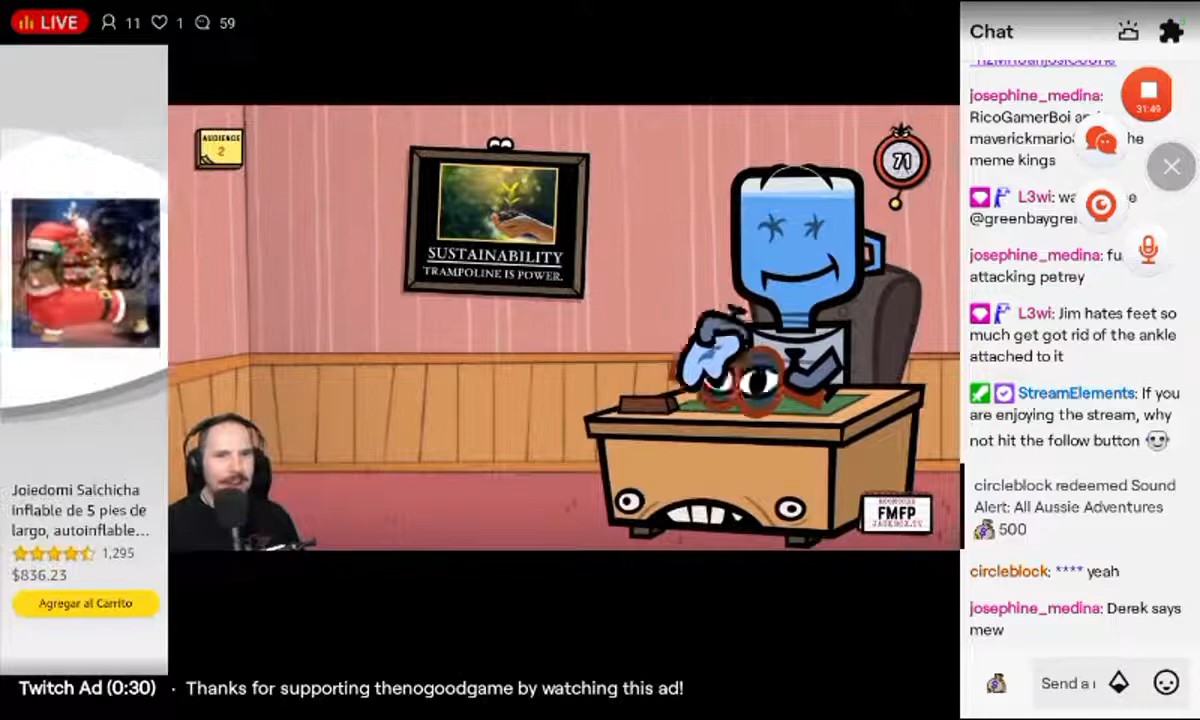 LIVE 11 1 59
Chat
josephine_medina:
RicoGamerBoi
maverickmario
meme kings
31:49
L3wi:
josephine_medina:
attacking petrey
L3wi: Jim hates feet so
much get got rid of the ankle
attached to it
StreamElements: If you
are enjoying the stream, why
not hit the follow button
circleblock redeemed Sound
Alert: All Aussie Adventures
500
circleblock: **** yeah
josephine_medina: Derek says
mew
Send a
AUDIENCE
2
SUSTAINABILITY
TRAMPOLINE IS POWER.
71
FMFP
JACKBOX.TV
Joiedomi Salchicha
inflable de 5 pies de
largo, autoinflable...
1,295
$836.23
Agregar al Carrito
Twitch Ad (0:30) · Thanks for supporting thenogoodgame by watching this ad!